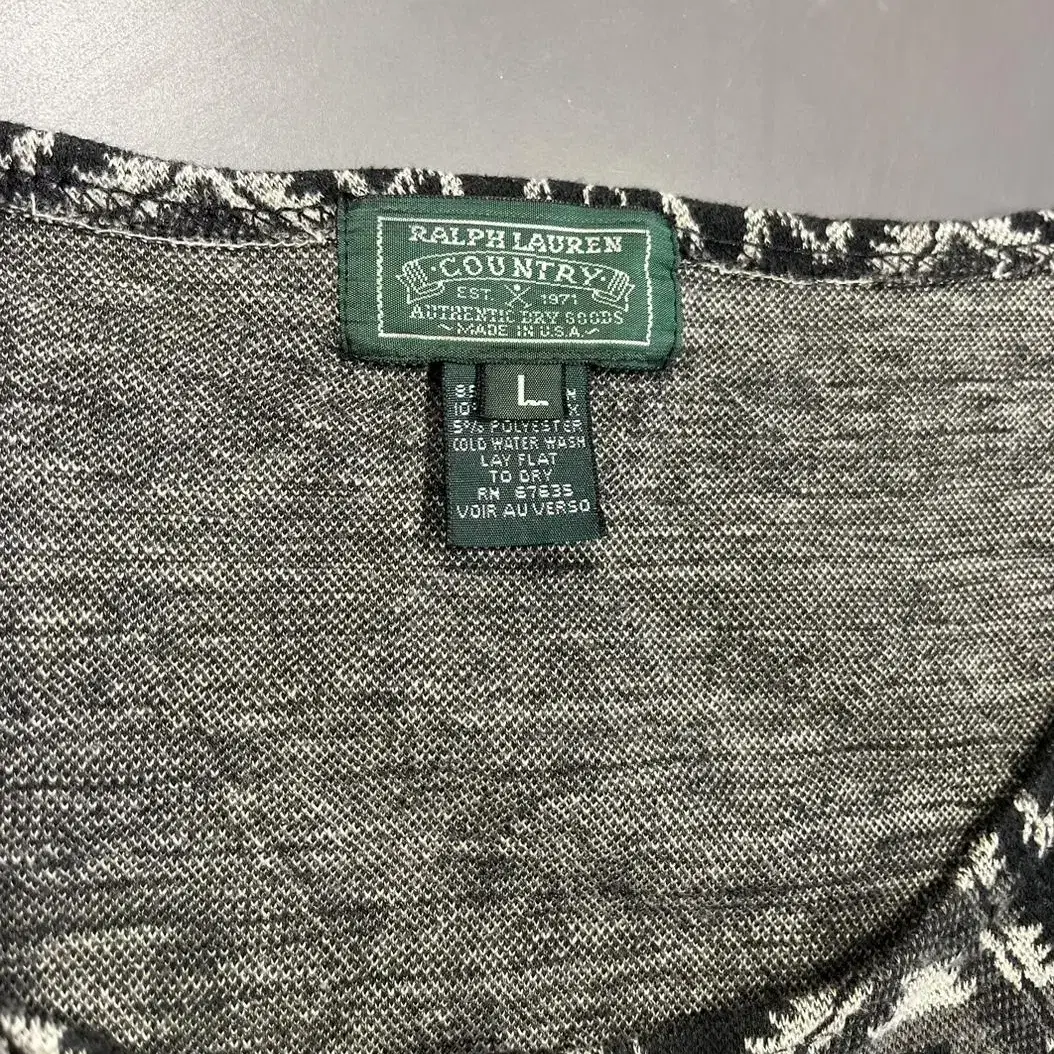 RALPH LAUREN
COUNTRY
EST. 1971
AUTHENTIC DRY GOODS
~MADE IN U.S.A.~
L
5% POLYESTER
COLD WATER WASH
LAY FLAT
TO DRY
RN 67635
VOIR AU VERSO